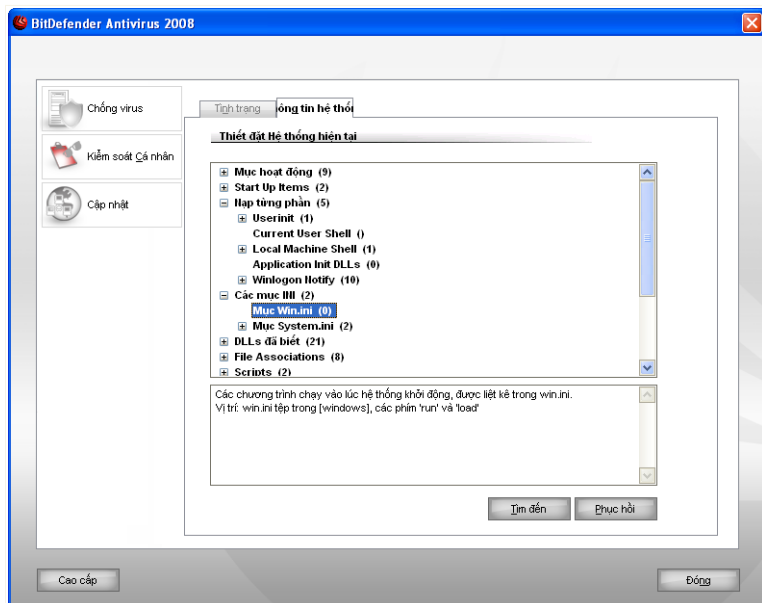 BitDefender Antivirus 2008
Chống virus
Kiểm soát Cá nhân
Cập nhật
Tình trạng
ông tin hệ thối
Thiết đặt Hệ thống hiện tại
Mục hoạt động (9)
Start Up Items (2)
Nạp từng phần (5)
Userinit (1)
Current User Shell ()
Local Machine Shell (1)
Application Init DLLs (0)
Winlogon Notify (10)
Các mục INI (2)
Mục Win.ini (0)
Mục System.ini (2)
DLLs đã biết (21)
File Associations (8)
Scripts (2)
Các chương trình chạy vào lúc hệ thống khởi động, được liệt kê trong win.ini.
Vị trí: win.ini tệp trong [windows], các phím 'run' và 'load'
Tìm đến
Phục hồi
Cao cấp
Đóng